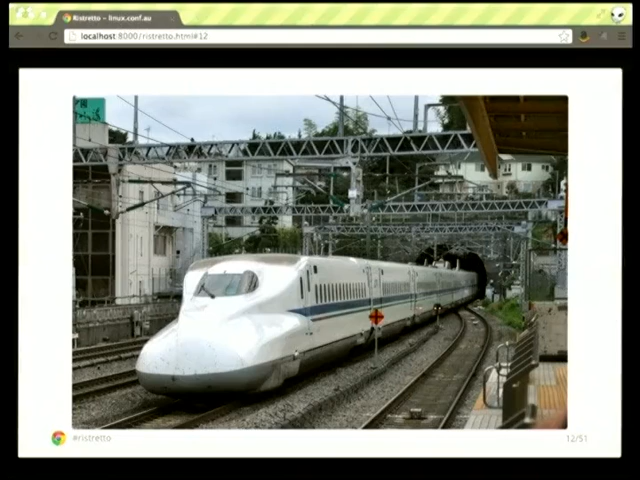 Ristretto – linux.conf.au
localhost:8000/ristretto.html#12
#ristretto
12/51